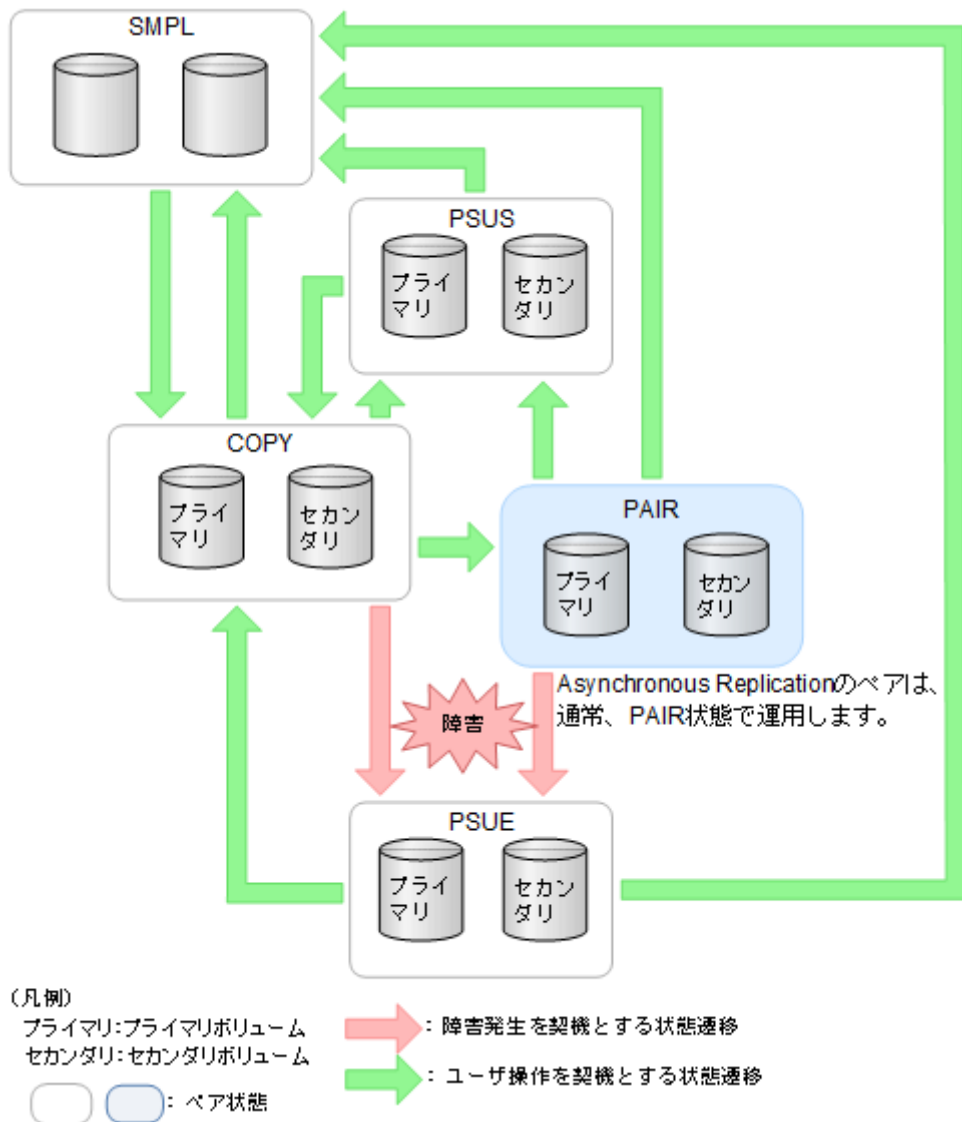 SMPL
PSUS
プライ
マリ
セカン
ダリ
COPY
プライ
マリ
セカン
ダリ
PAIR
プライ
マリ
セカン
ダリ
Asynchronous Replicationのペアは、
通常、PAIR状態で運用します。
障害
PSUE
プライ
マリ
セカン
ダリ
(凡例)
プライマリ:プライマリボリューム
セカンダリ:セカンダリボリューム
:ペア状態
:障害発生を契機とする状態遷移
:ユーザ操作を契機とする状態遷移